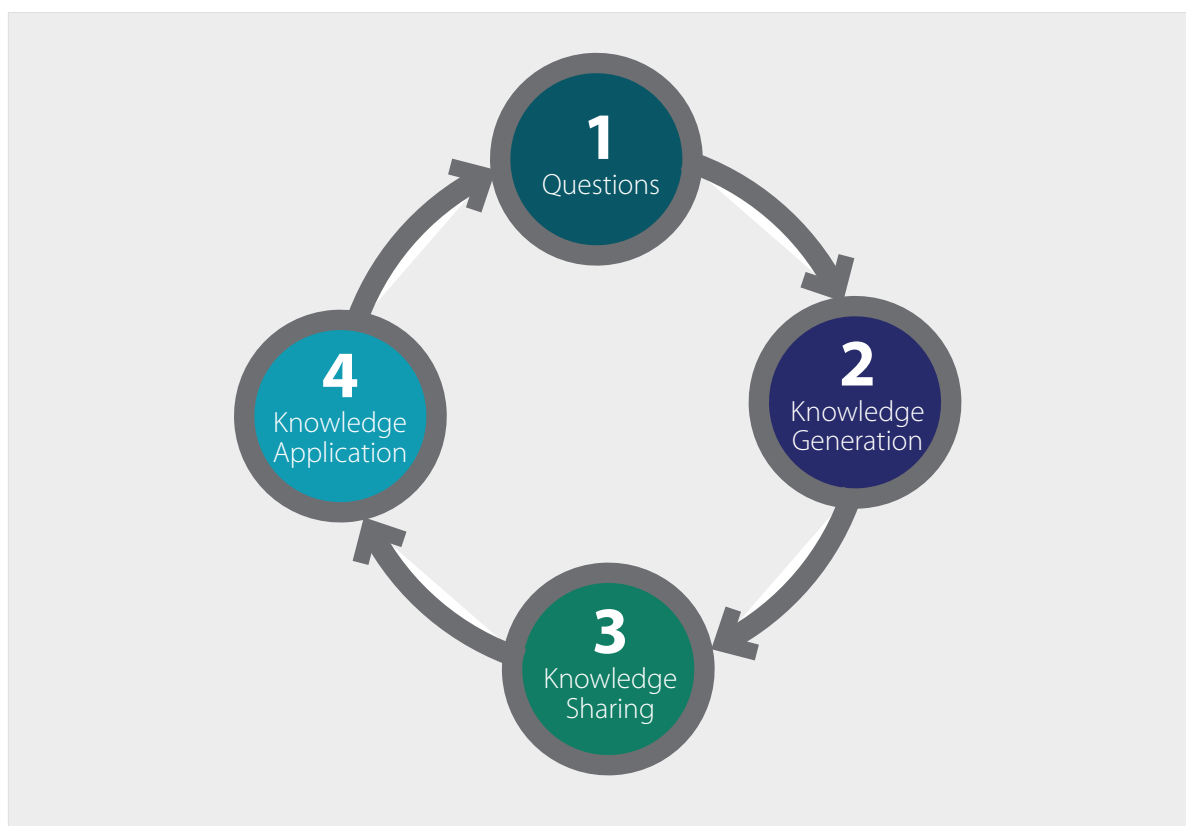 1
Questions
2
Knowledge
Generation
3
Knowledge
Sharing
4
Knowledge
Application